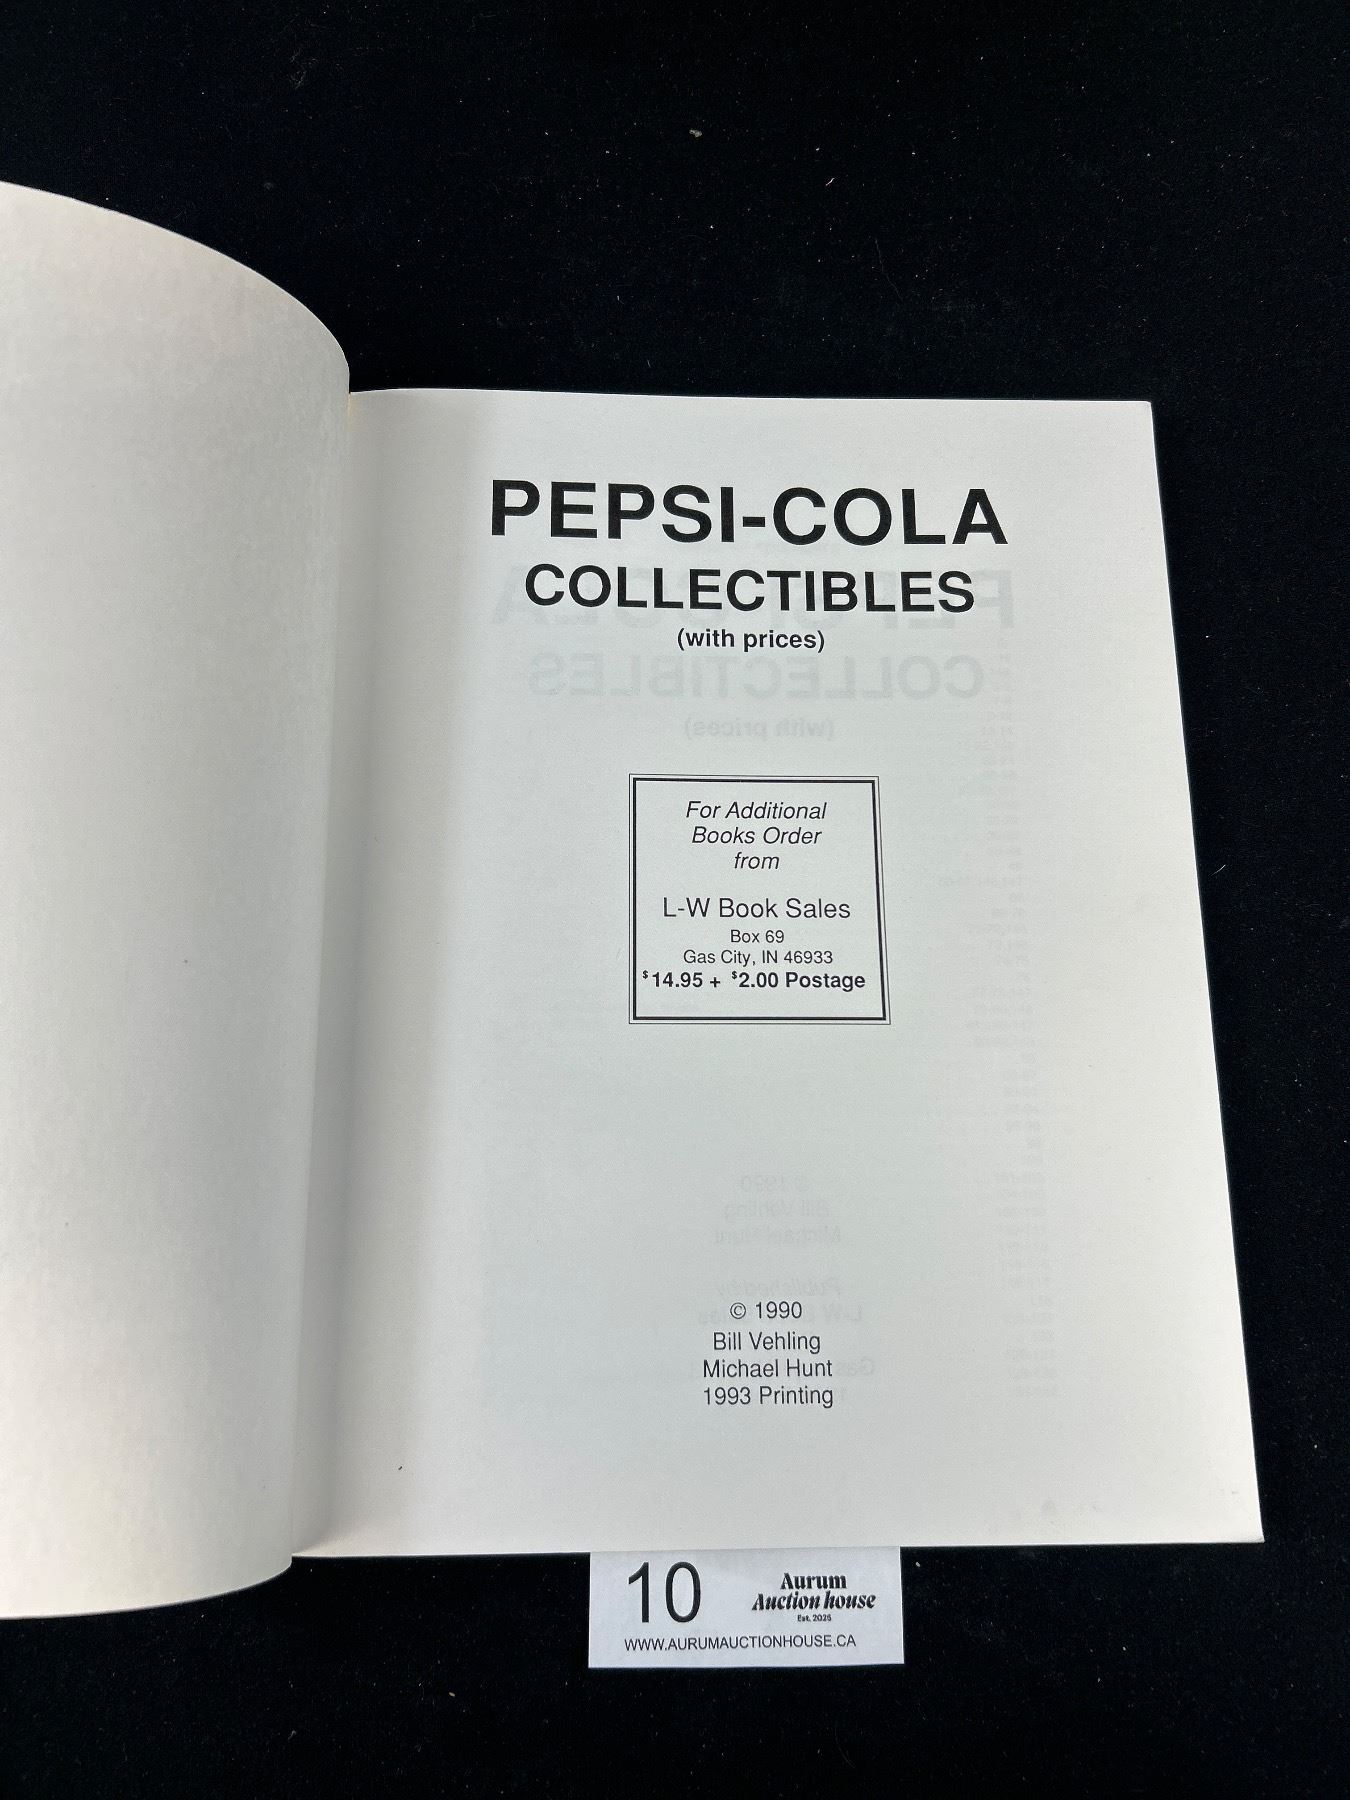 PEPSI-COLA
COLLECTIBLES
(with prices)
For Additional
Books Order
from
L-W Book Sales
Box 69
Gas City, IN 46933
$14.95 + $2.00 Postage
© 1990
Bill Vehling
Michael Hunt
1993 Printing
10
Aurum
Auction house
Est. 2025
WWW.AURUMAUCTIONHOUSE.CA